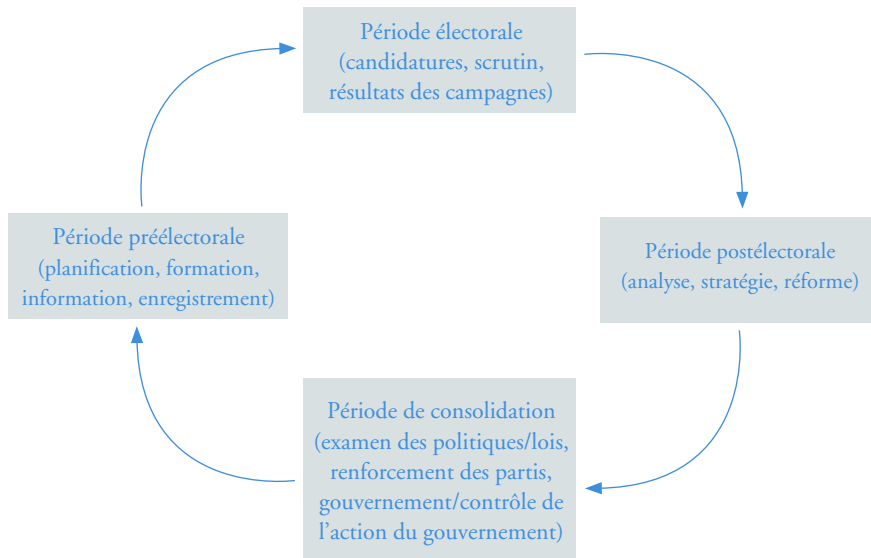 Période électorale
(candidatures, scrutin,
résultats des campagnes)
Période préélectorale
(planification, formation,
information, enregistrement)
Période postélectorale
(analyse, stratégie, réforme)
Période de consolidation
(examen des politiques/lois,
renforcement des partis,
gouvernement/contrôle de
l’action du gouvernement)